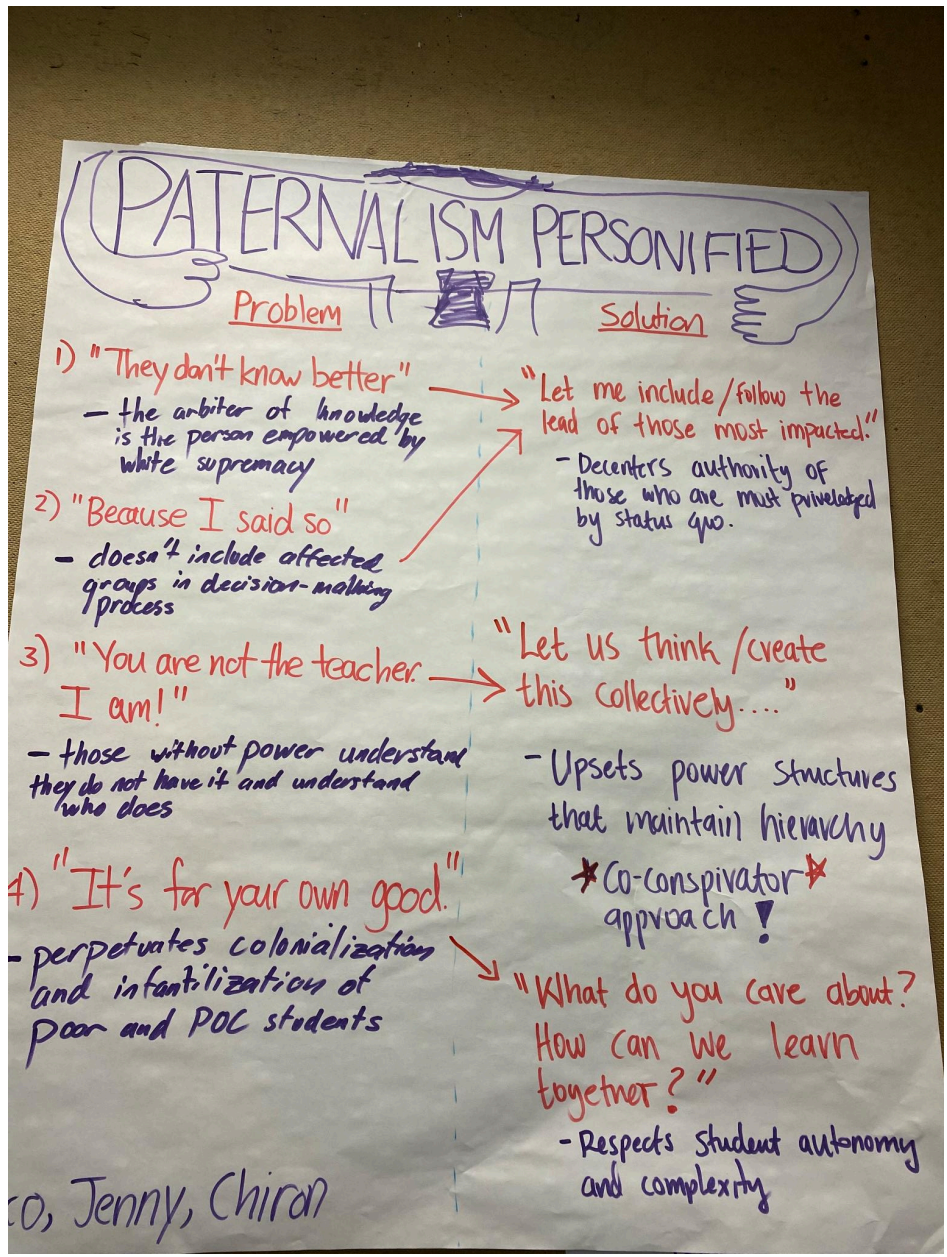 PATERNALISM PERSONIFIED
Problem
1) "They don't know better"
- the arbiter of knowledge
is the person empowered by
white supremacy
2) "Because I said so"
- doesn't include affected
groups in decision-making
process
3) "You are not the teacher.
I am!"
- those without power understand
they do not have it and understand
who does
4) "It's for your own good."
- perpetuates colonialization
and infantilization of
poor and POC students
Solution
"Let me include/follow the
lead of those most impacted."
- Decenters authority of
those who are most priveledged
by status quo.
"Let us think/create
this collectively...."
- Upsets power structures
that maintain hierarchy
Co-conspirator
approach!
"What do you care about?
How can we learn
together?"
- Respects student autonomy
and complexity
co, Jenny, Chiron